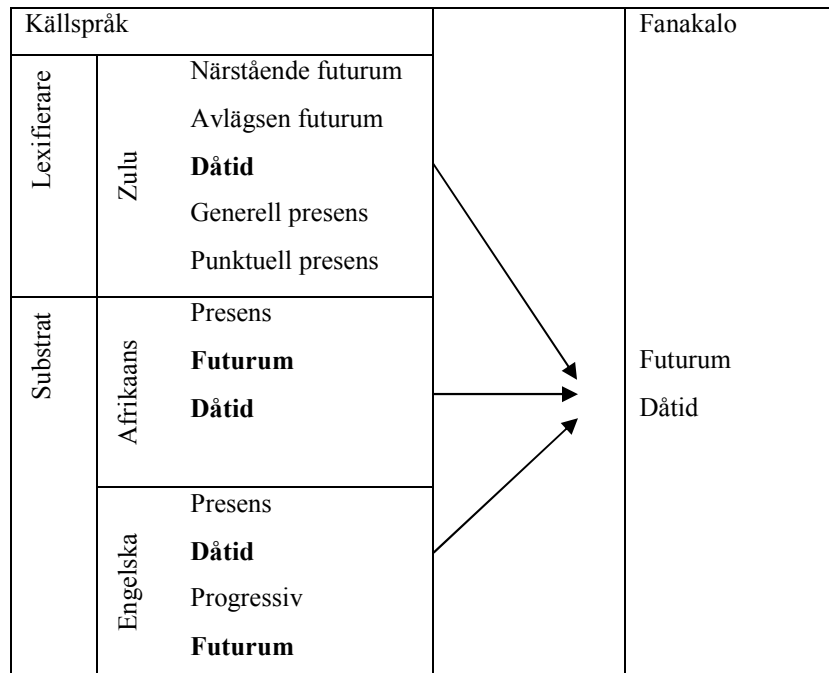 Källspråk
Fanakalo
Lexifierare
Zulu
Närstående futurum
Avlägsen futurum
Dåtid
Generell presens
Punktuell presens
Substrat
Afrikaans
Presens
Futurum
Dåtid
Engelska
Presens
Dåtid
Progressiv
Futurum
Futurum
Dåtid